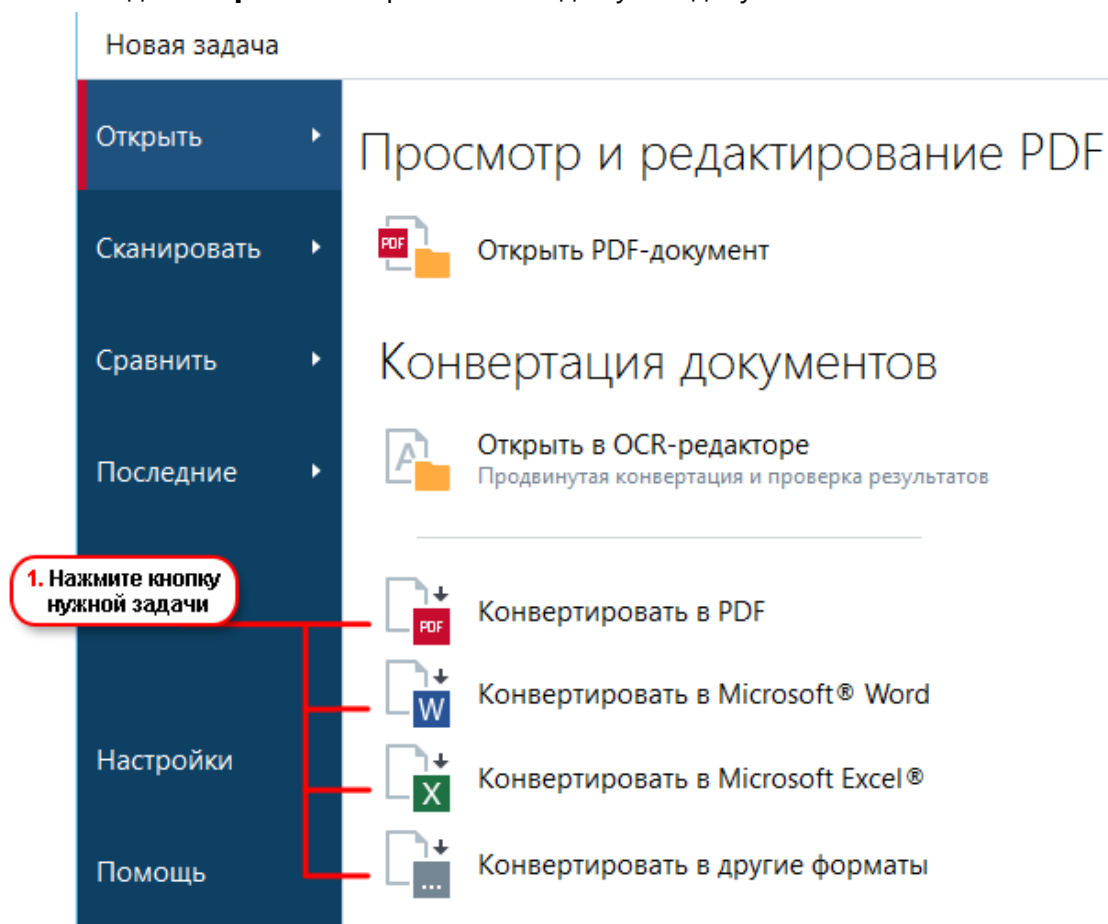 Новая задача
Открыть
Просмотр и редактирование PDF
Сканировать
PDF
Открыть PDF-документ
Сравнить
Конвертация документов
A
Открыть в OCR-редакторе
Продвинутая конвертация и проверка результатов
Последние
1. Нажмите кнопку
нужной задачи
PDF
Конвертировать в PDF
W
Конвертировать в Microsoft® Word
Настройки
X
Конвертировать в Microsoft Excel®
Помощь
...
Конвертировать в другие форматы